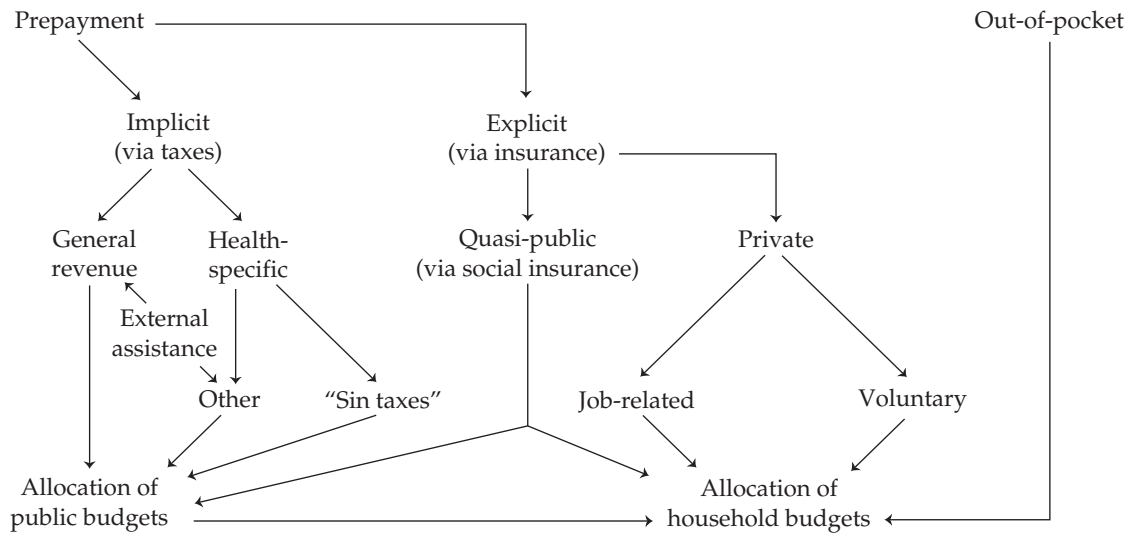 Prepayment
Out-of-pocket
Implicit
(via taxes)
Explicit
(via insurance)
General
revenue
Health-
specific
Quasi-public
(via social insurance)
Private
External
assistance
Other
“Sin taxes”
Job-related
Voluntary
Allocation of
public budgets
Allocation of
household budgets